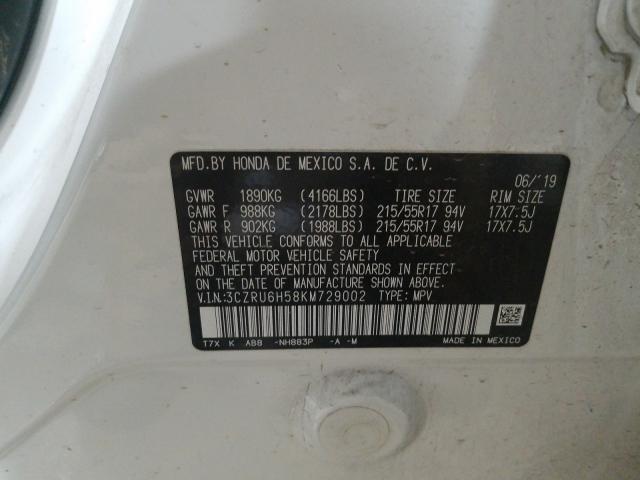 MFD.BY HONDA DE MEXICO S.A. DE C.V.
06/'19
GVWR 1890KG (4166LBS) TIRE SIZE RIM SIZE
GAWR F 988KG (2178LBS) 215/55R17 94V 17X7.5J
GAWR R 902KG (1988LBS) 215/55R17 94V 17X7.5J
THIS VEHICLE CONFORMS TO ALL APPLICABLE
FEDERAL MOTOR VEHICLE SAFETY
AND THEFT PREVENTION STANDARDS IN EFFECT
ON THE DATE OF MANUFACTURE SHOWN ABOVE.
V.I.N:3CZRU6H58KM729002 TYPE: MPV
T7X K AB8 -NH883P -A -M MADE IN MEXICO